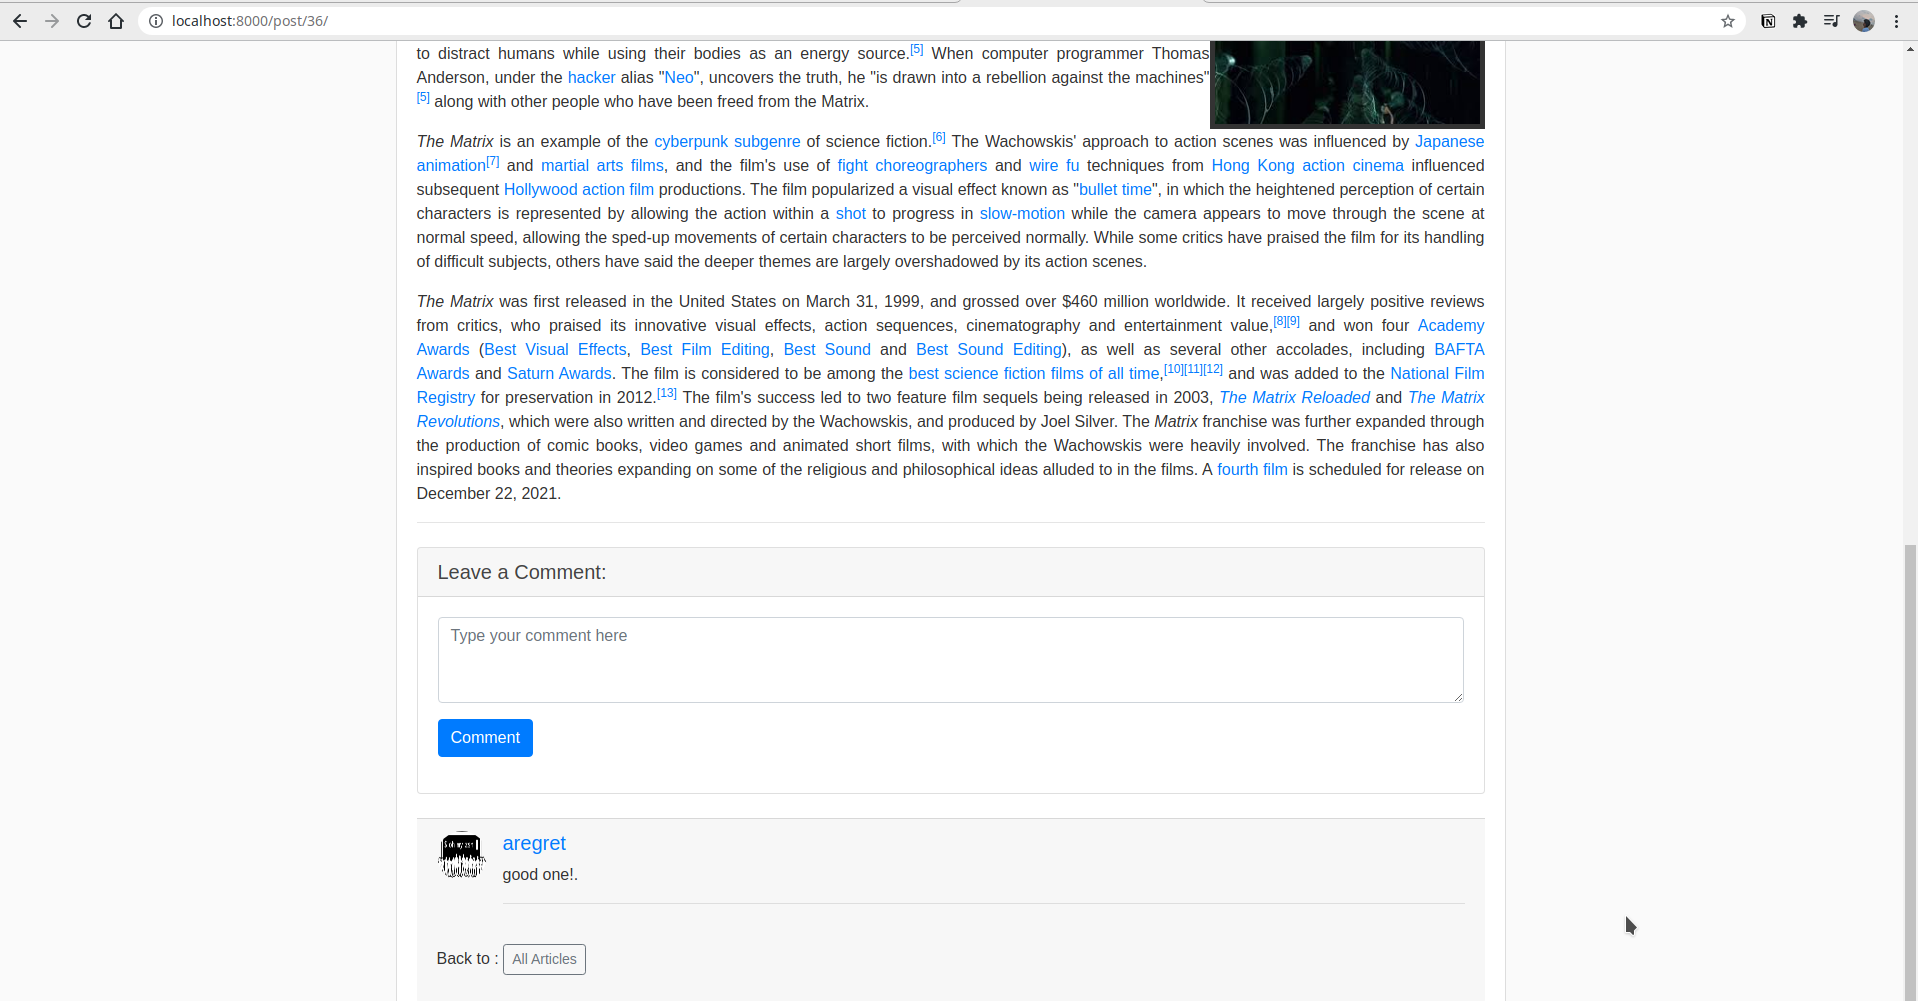 localhost:8000/post/36/
to distract humans while using their bodies as an energy source.[5] When computer programmer Thomas
Anderson, under the hacker alias "Neo", uncovers the truth, he "is drawn into a rebellion against the machines"
[5] along with other people who have been freed from the Matrix.
The Matrix is an example of the cyberpunk subgenre of science fiction.[6] The Wachowskis' approach to action scenes was influenced by Japanese
animation[7] and martial arts films, and the film's use of fight choreographers and wire fu techniques from Hong Kong action cinema influenced
subsequent Hollywood action film productions. The film popularized a visual effect known as "bullet time", in which the heightened perception of certain
characters is represented by allowing the action within a shot to progress in slow-motion while the camera appears to move through the scene at
normal speed, allowing the sped-up movements of certain characters to be perceived normally. While some critics have praised the film for its handling
of difficult subjects, others have said the deeper themes are largely overshadowed by its action scenes.
The Matrix was first released in the United States on March 31, 1999, and grossed over $460 million worldwide. It received largely positive reviews
from critics, who praised its innovative visual effects, action sequences, cinematography and entertainment value,[8][9] and won four Academy
Awards (Best Visual Effects, Best Film Editing, Best Sound and Best Sound Editing), as well as several other accolades, including BAFTA
Awards and Saturn Awards. The film is considered to be among the best science fiction films of all time,[10][11][12] and was added to the National Film
Registry for preservation in 2012.[13] The film's success led to two feature film sequels being released in 2003, The Matrix Reloaded and The Matrix
Revolutions, which were also written and directed by the Wachowskis, and produced by Joel Silver. The Matrix franchise was further expanded through
the production of comic books, video games and animated short films, with which the Wachowskis were heavily involved. The franchise has also
inspired books and theories expanding on some of the religious and philosophical ideas alluded to in the films. A fourth film is scheduled for release on
December 22, 2021.
Leave a Comment:
Type your comment here
Comment
aregret
good one!.
Back to : All Articles